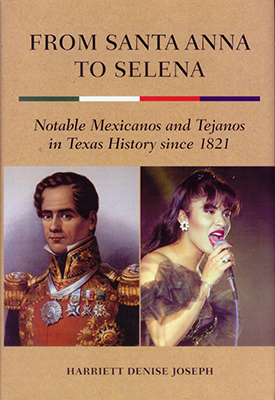 FROM SANTA ANNA
TO SELENA
Notable Mexicanos and Tejanos
in Texas History since 1821
HARRIETT DENISE JOSEPH